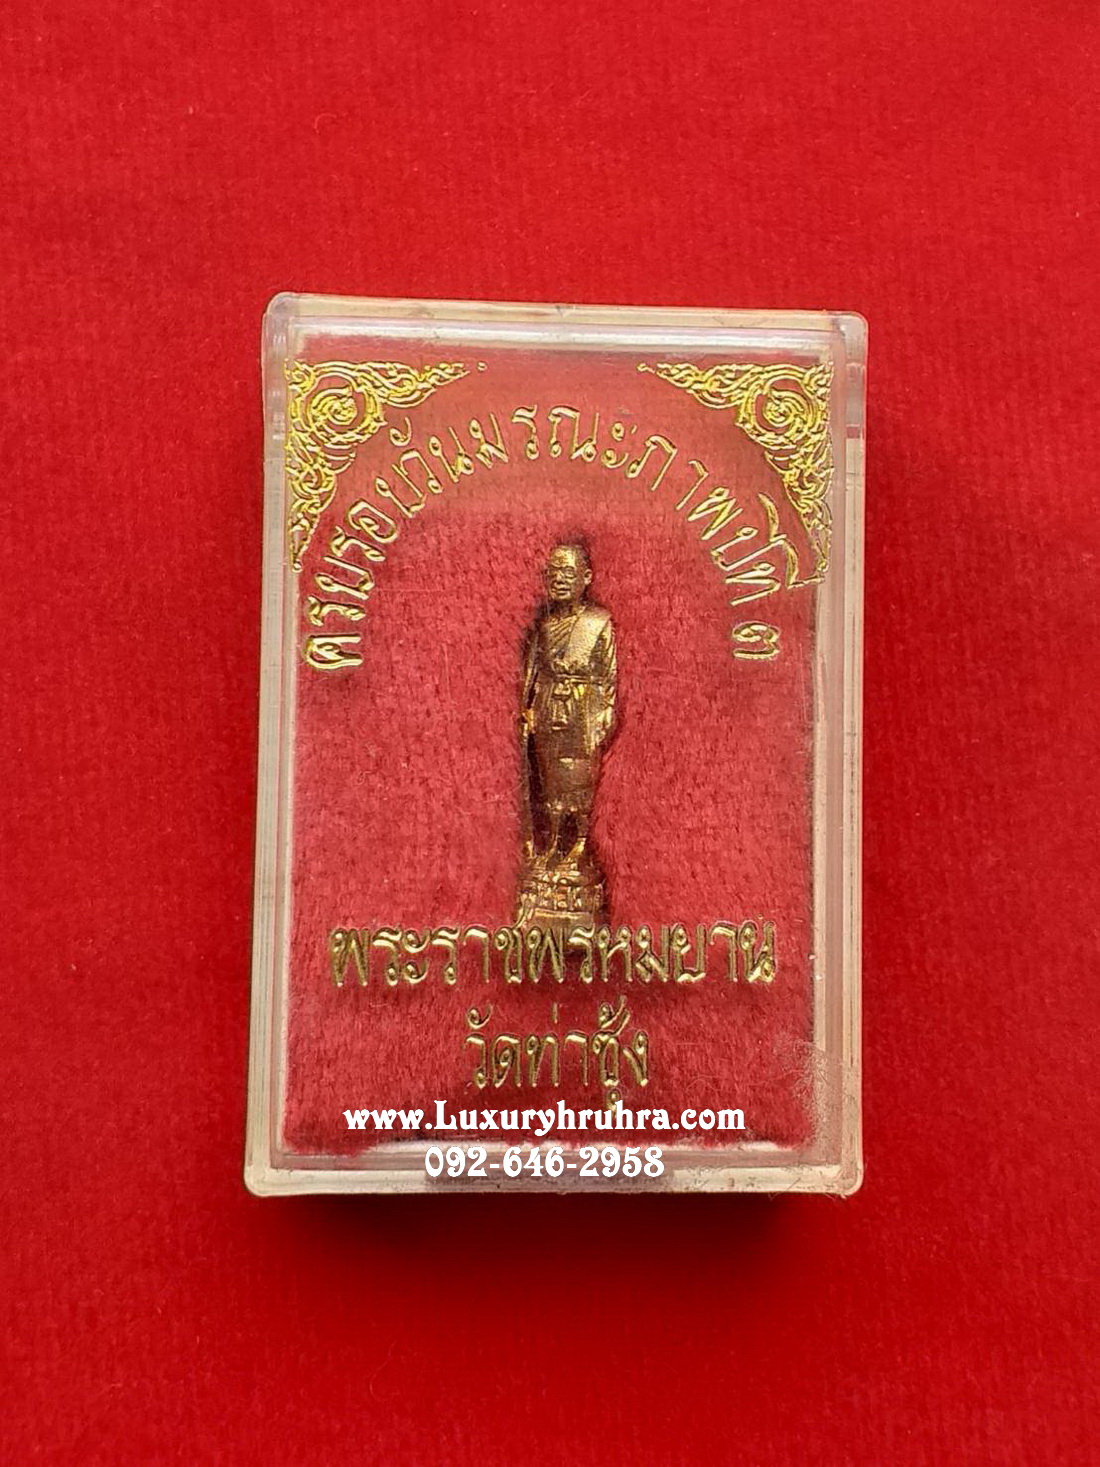 ครบรอบวันมรณะภาพปีที่ ๓
พระราชพรหมยาน
วัดท่าซุ้ง
www.Luxuryhruhra.com
092-646-2958